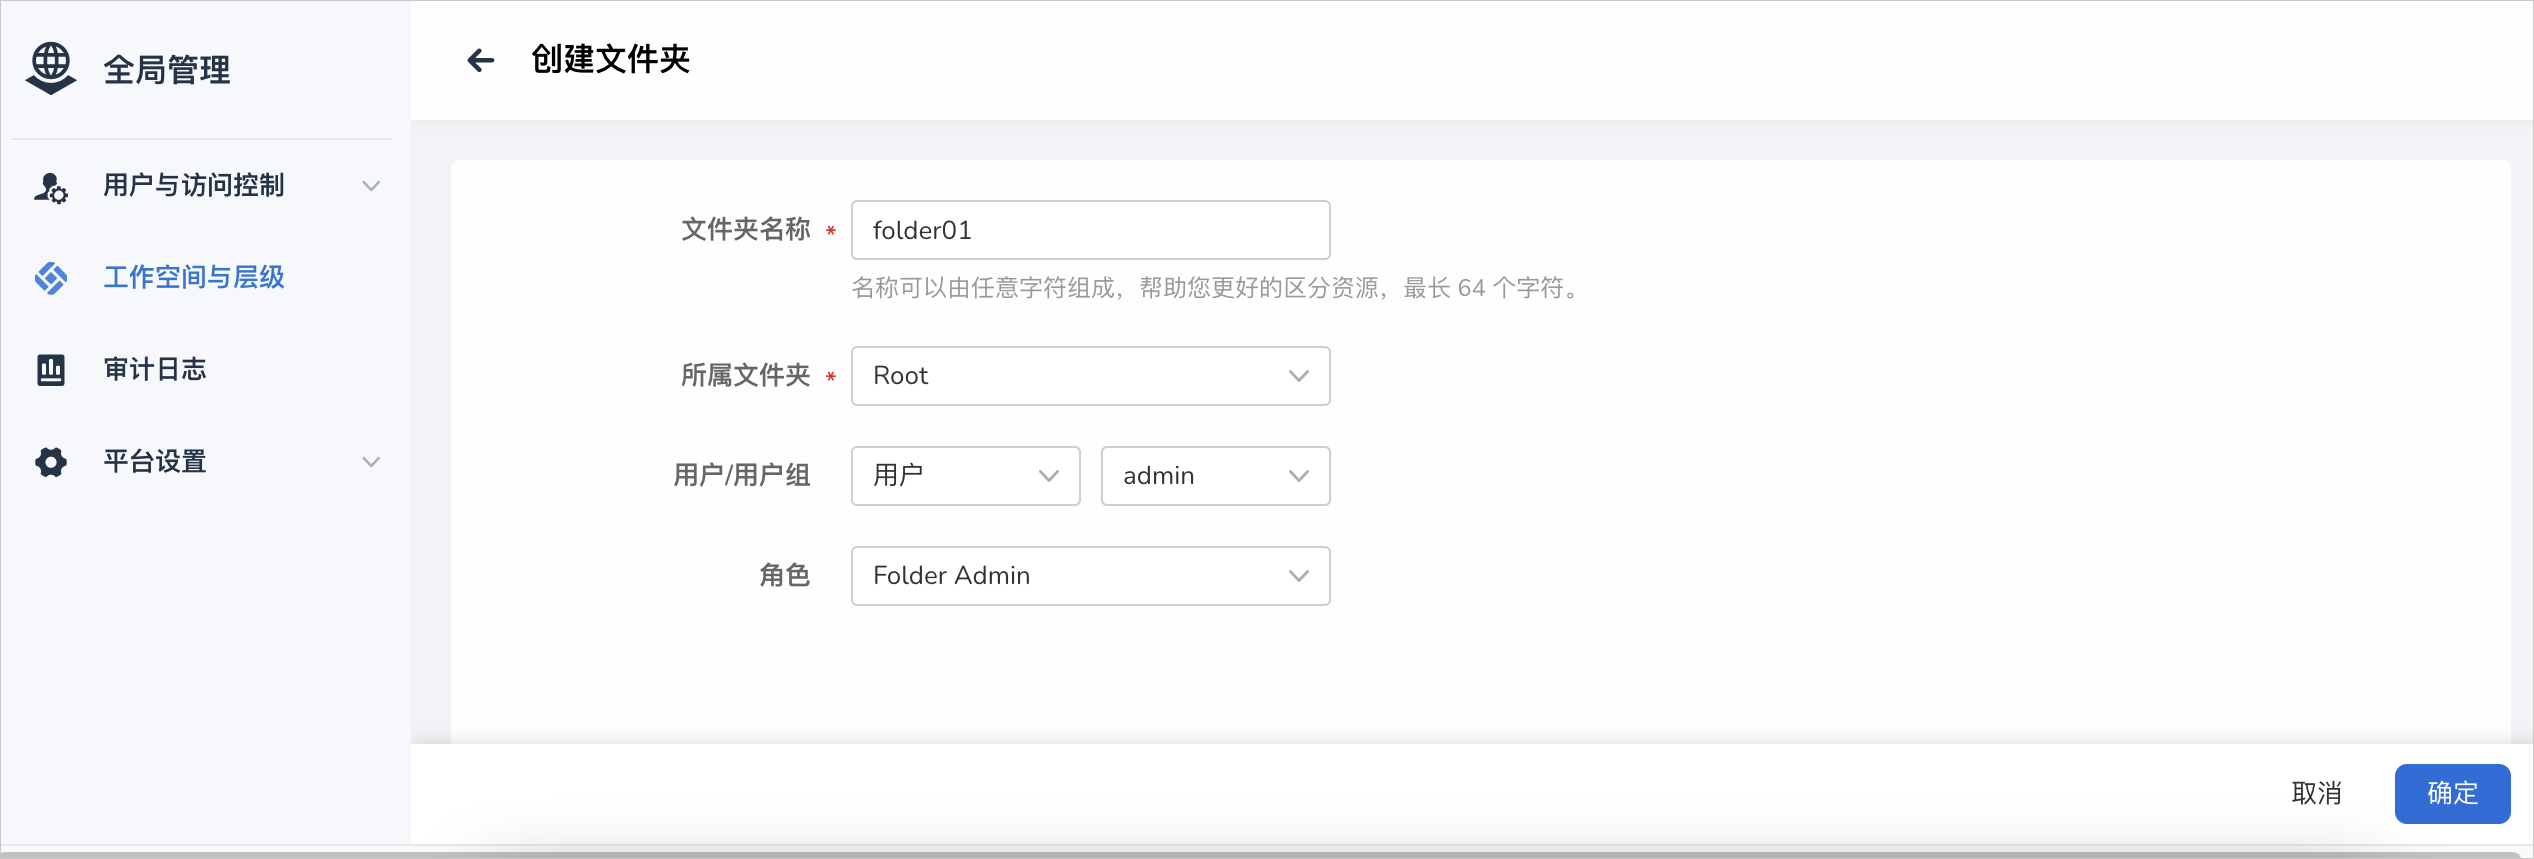 全局管理
用户与访问控制
工作空间与层级
审计日志
平台设置
创建文件夹
文件夹名称 * folder01
名称可以由任意字符组成，帮助您更好的区分资源，最长 64 个字符。
所属文件夹 * Root
用户/用户组 用户 admin
角色 Folder Admin
取消 确定